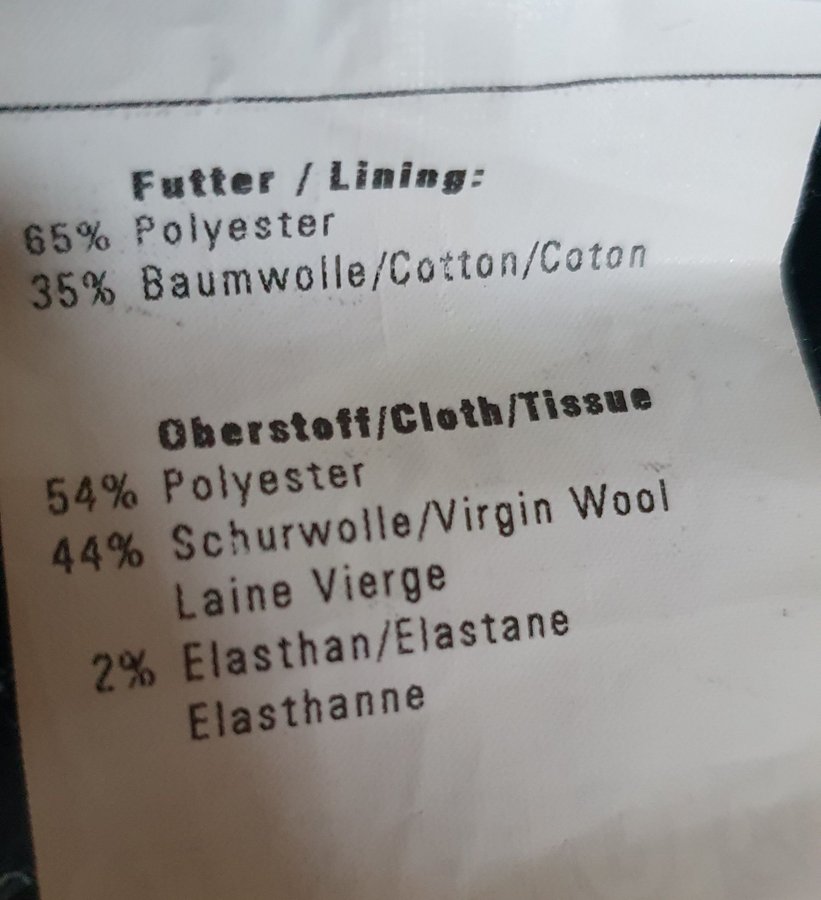 Futter / Lining:
65% Polyester
35% Baumwolle/Cotton/Coton
Oberstoff/Cloth/Tissue
54% Polyester
44% Schurwolle/Virgin Wool
Laine Vierge
2% Elasthan/Elastane
Elasthanne